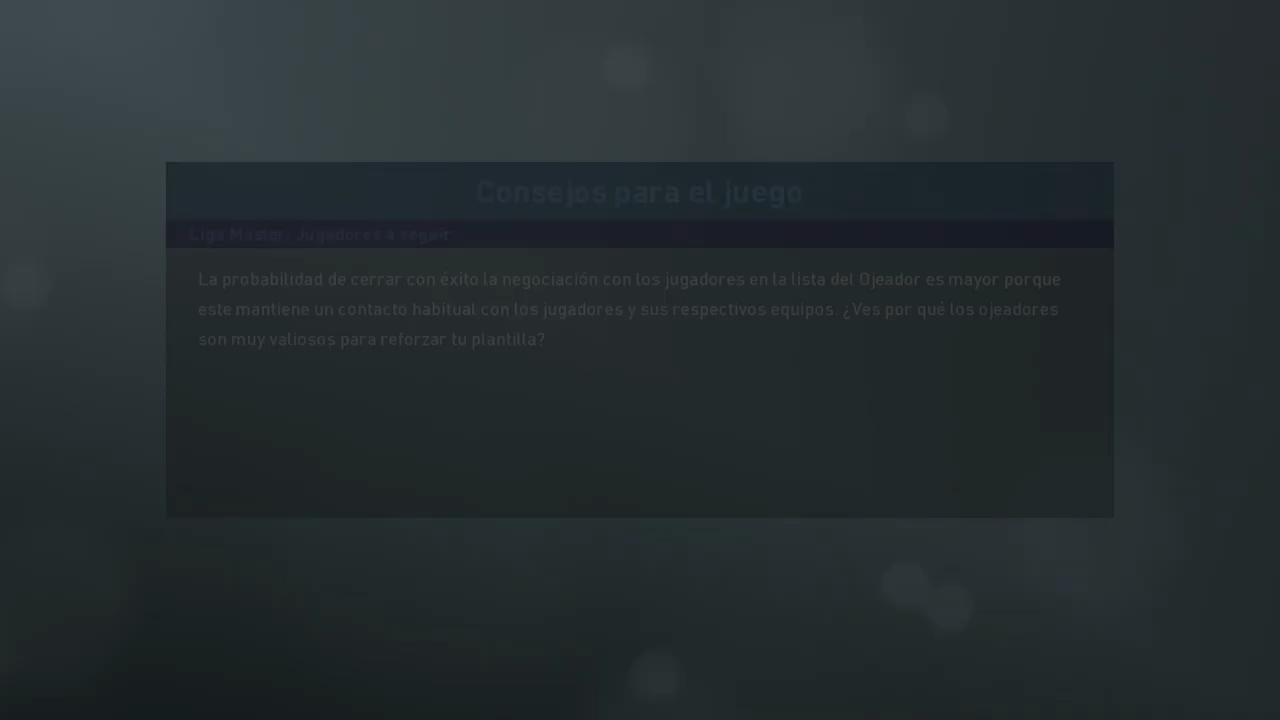 Consejos para el juego
Liga Master: Jugadores a seguir
La probabilidad de cerrar con éxito la negociación con los jugadores en la lista del Ojeador es mayor porque
este mantiene un contacto habitual con los jugadores y sus respectivos equipos. ¿Ves por qué los ojeadores
son muy valiosos para reforzar tu plantilla?